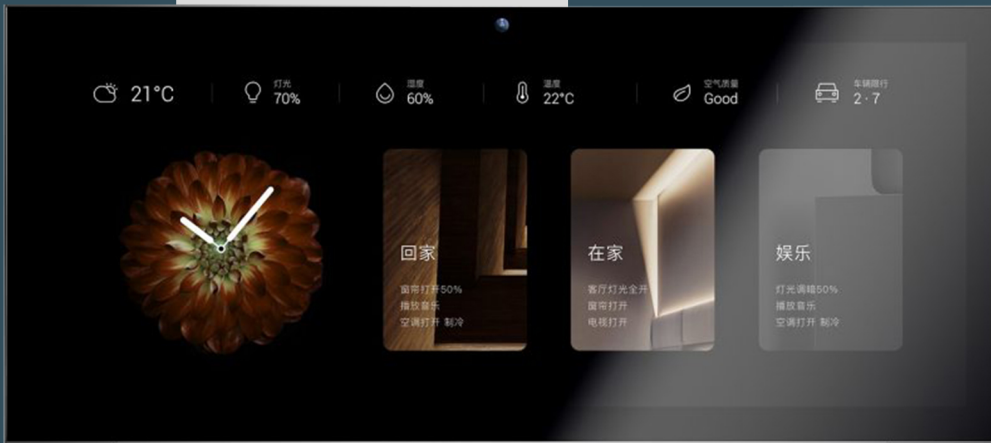 21°C
灯光
70%
湿度
60%
温度
22°C
空气质量
Good
车辆限行
2·7
回家
窗帘打开50%
播放音乐
空调打开 制冷
在家
客厅灯光全开
窗帘打开
电视打开
娱乐
灯光调暗50%
播放音乐
空调打开 制冷